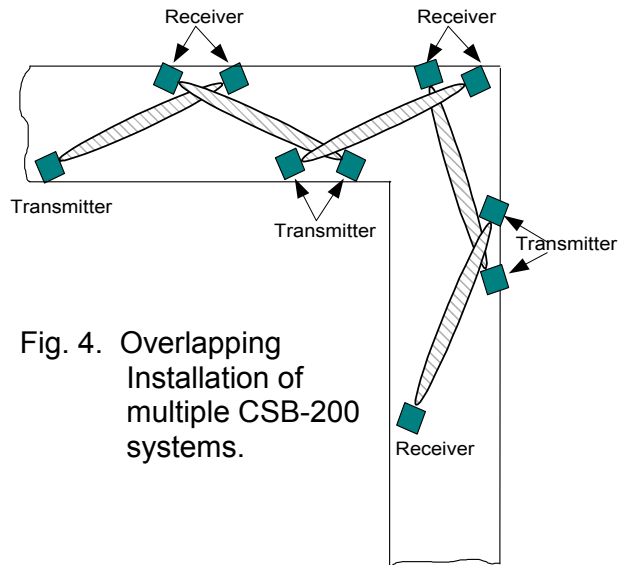 Receiver
Receiver
Transmitter
Transmitter
Transmitter
Fig. 4. Overlapping
Installation of
multiple CSB-200
systems.
Receiver